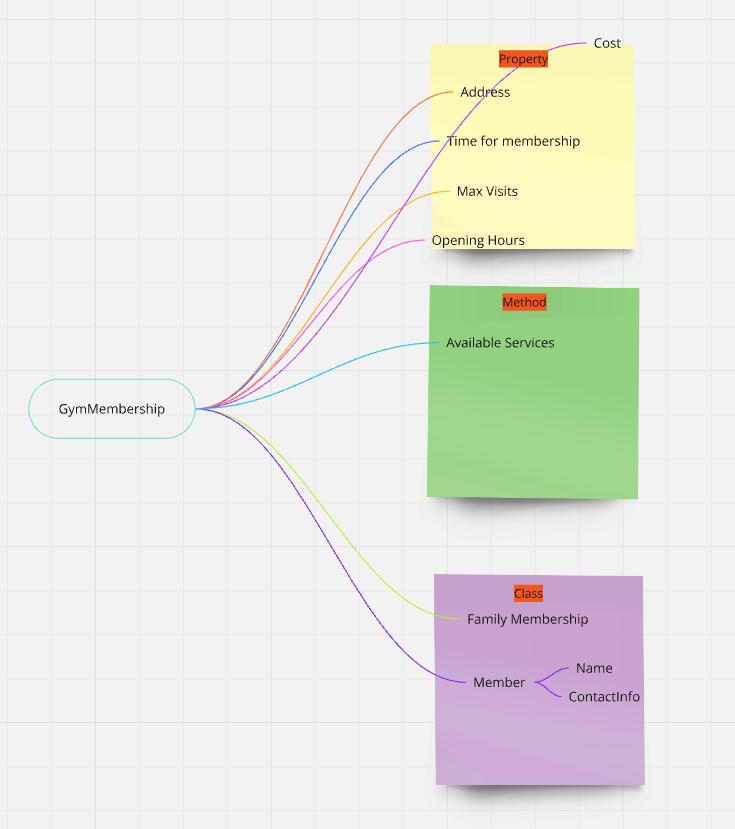 Cost
Property
Address
Time for membership
Max Visits
Opening Hours
Method
Available Services
GymMembership
Class
Family Membership
Member
Name
ContactInfo